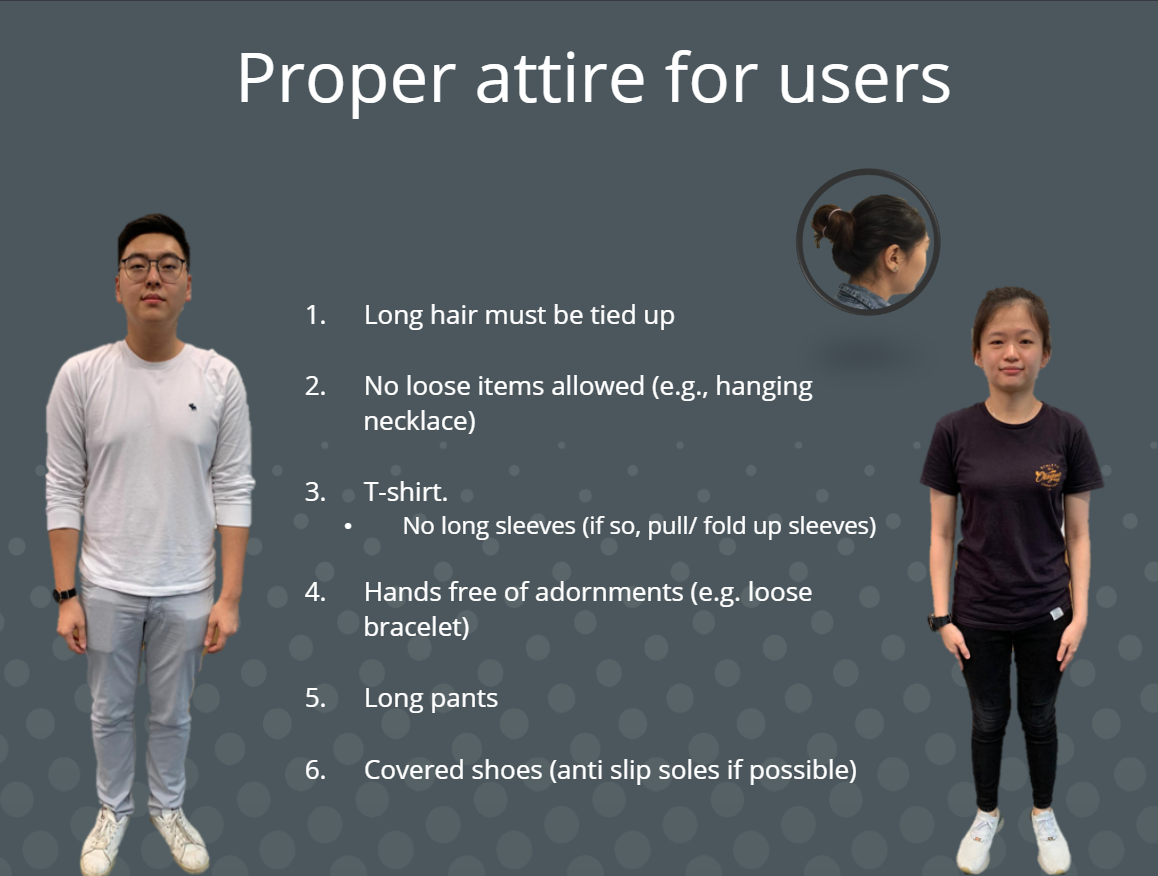 Proper attire for users
1. Long hair must be tied up
2. No loose items allowed (e.g., hanging
necklace)
3. T-shirt.
• No long sleeves (if so, pull/ fold up sleeves)
4. Hands free of adornments (e.g. loose
bracelet)
5. Long pants
6. Covered shoes (anti slip soles if possible)